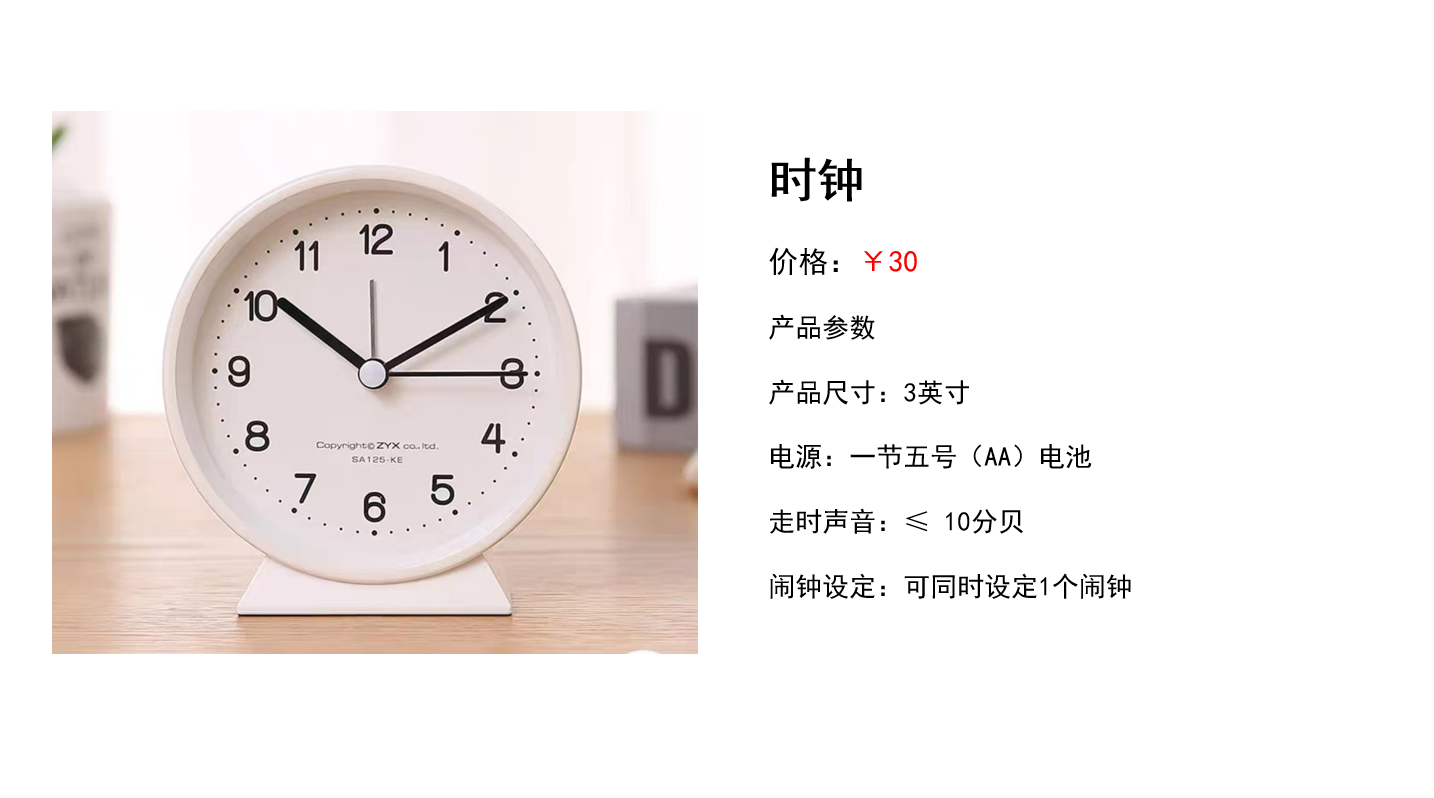 时钟
价格：￥30
产品参数
产品尺寸：3英寸
电源：一节五号（AA）电池
走时声音：≤ 10分贝
闹钟设定：可同时设定1个闹钟
12
11 1
10 2
9 3
8 4
7 5
6
Copyright© ZYX co.,ltd.
SA125-KE
D